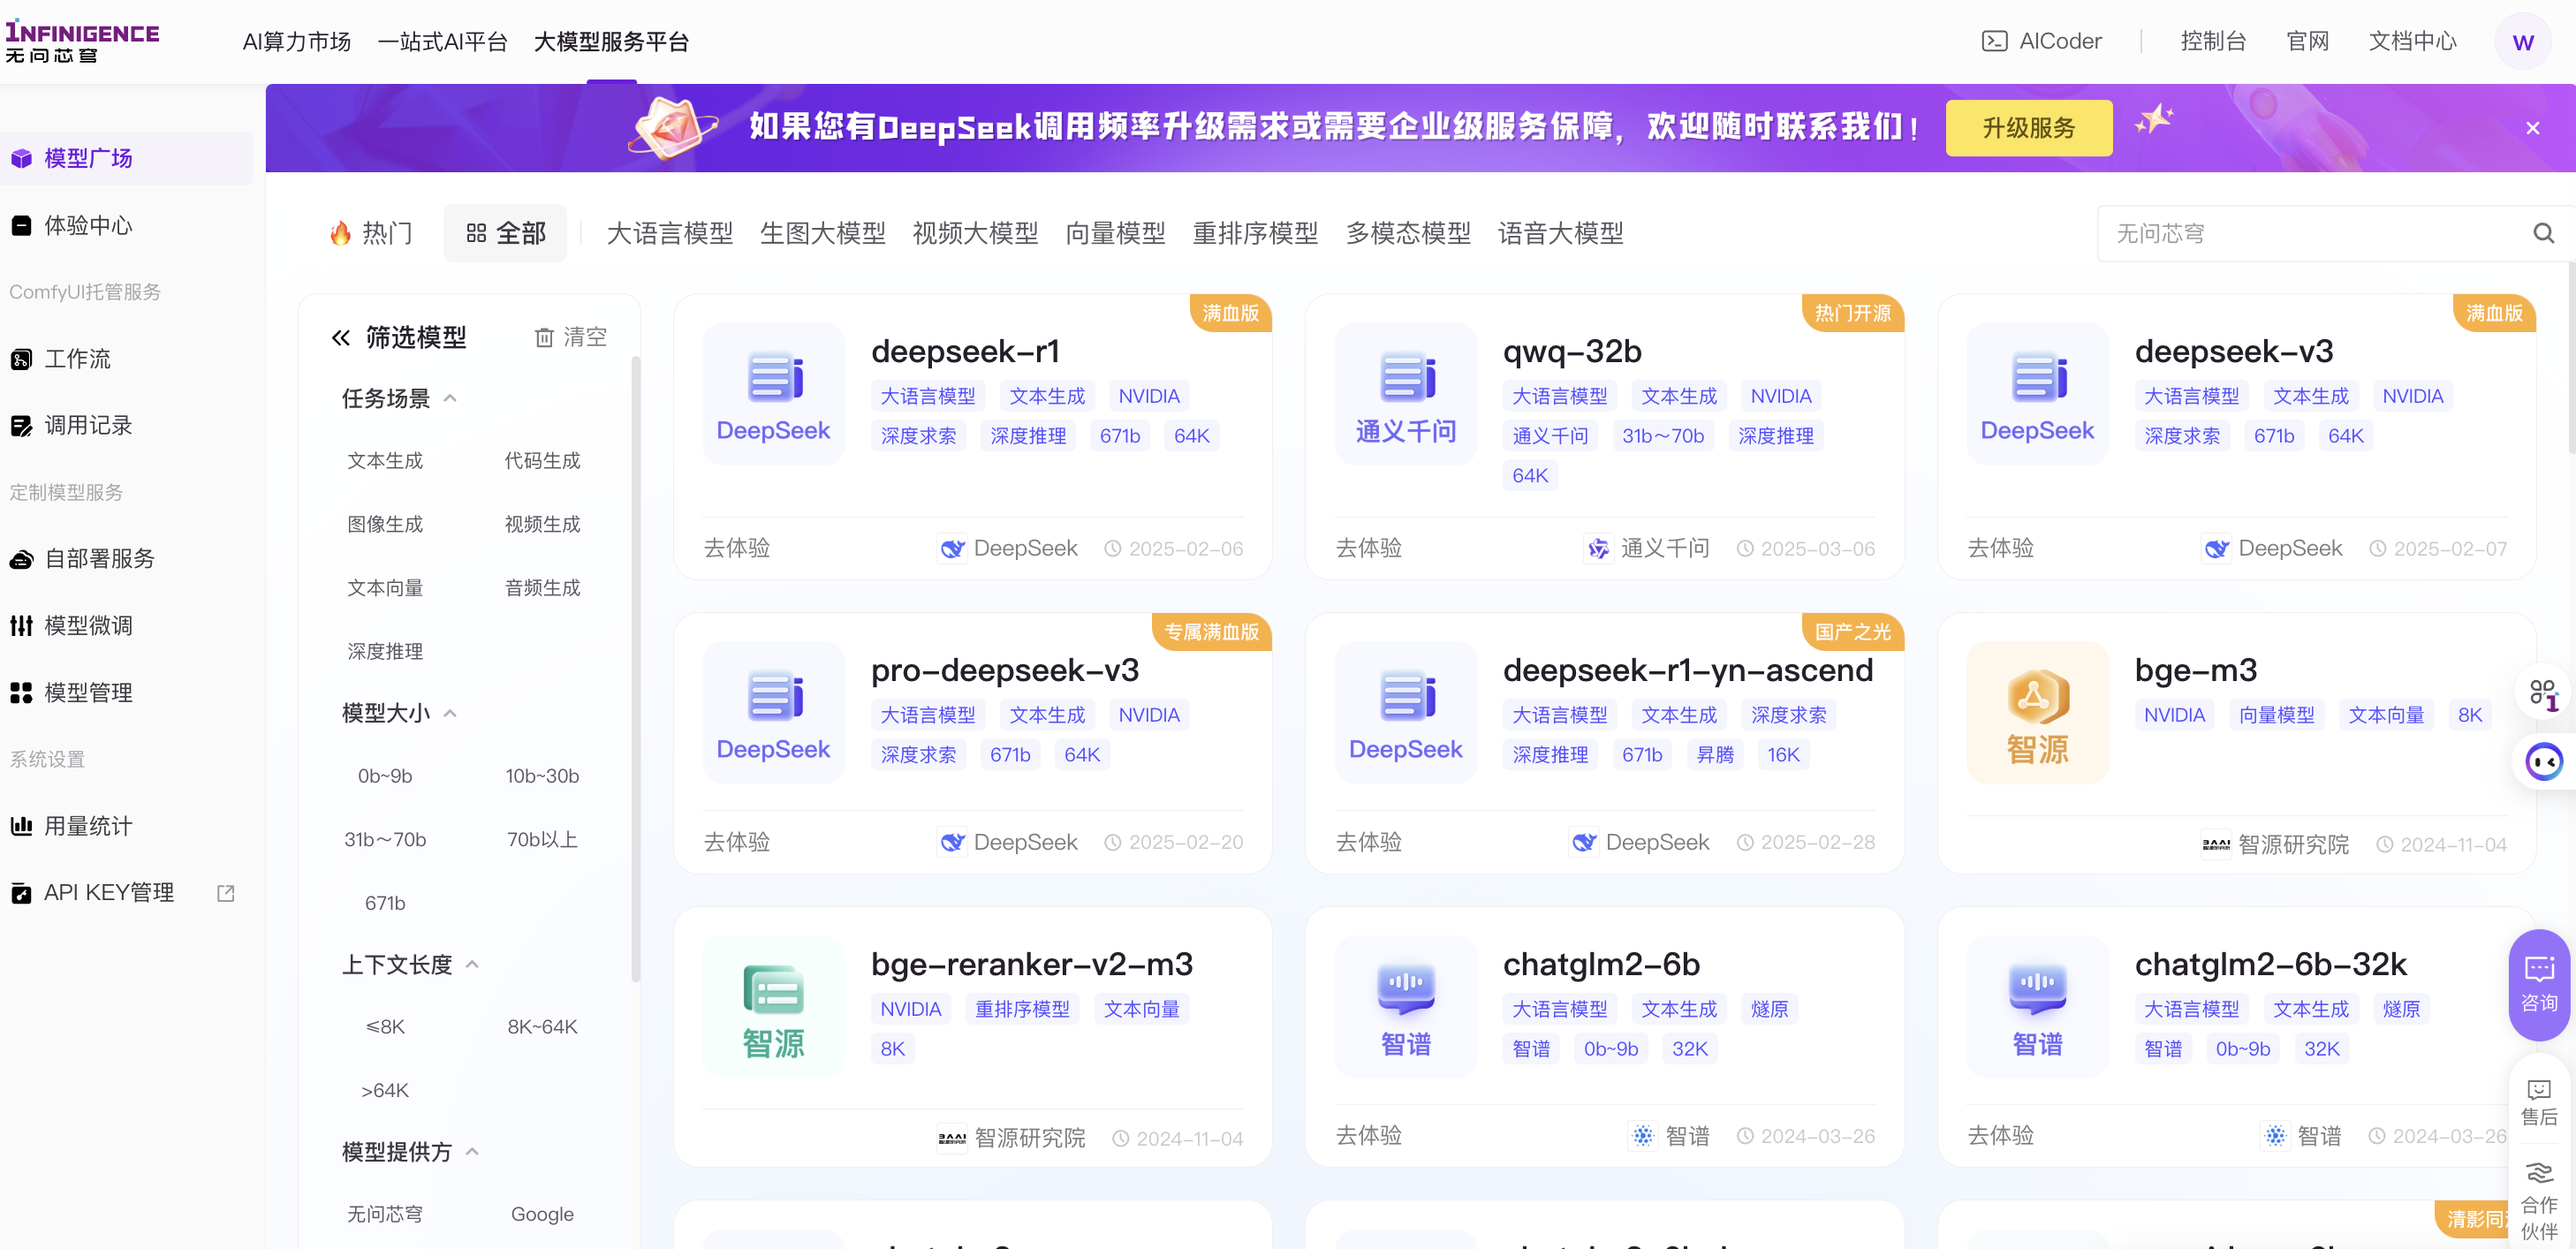 INFINIGENCE
无问芯穹
AI算力市场 一站式AI平台 大模型服务平台
AICoder 控制台 官网 文档中心 W
如果您有DeepSeek调用频率升级需求或需要企业级服务保障，欢迎随时联系我们！ 升级服务
模型广场
体验中心
ComfyUI托管服务
工作流
调用记录
定制模型服务
自部署服务
模型微调
模型管理
系统设置
用量统计
API KEY管理
热门 全部 大语言模型 生图大模型 视频大模型 向量模型 重排序模型 多模态模型 语音大模型
无问芯穹
筛选模型 清空
任务场景
文本生成 代码生成
图像生成 视频生成
文本向量 音频生成
深度推理
模型大小
0b~9b 10b~30b
31b～70b 70b以上
671b
上下文长度
≤8K 8K~64K
>64K
模型提供方
无问芯穹 Google
满血版
DeepSeek
deepseek-r1
大语言模型 文本生成 NVIDIA
深度求索 深度推理 671b 64K
去体验 DeepSeek 2025-02-06
热门开源
通义千问
qwq-32b
大语言模型 文本生成 NVIDIA
通义千问 31b～70b 深度推理
64K
去体验 通义千问 2025-03-06
满血版
DeepSeek
deepseek-v3
大语言模型 文本生成 NVIDIA
深度求索 671b 64K
去体验 DeepSeek 2025-02-07
专属满血版
DeepSeek
pro-deepseek-v3
大语言模型 文本生成 NVIDIA
深度求索 671b 64K
去体验 DeepSeek 2025-02-20
国产之光
DeepSeek
deepseek-r1-yn-ascend
大语言模型 文本生成 深度求索
深度推理 671b 昇腾 16K
去体验 DeepSeek 2025-02-28
智源
bge-m3
NVIDIA 向量模型 文本向量 8K
智源研究院 2024-11-04
智源
bge-reranker-v2-m3
NVIDIA 重排序模型 文本向量
8K
智源研究院 2024-11-04
智谱
chatglm2-6b
大语言模型 文本生成 燧原
智谱 0b~9b 32K
去体验 智谱 2024-03-26
智谱
chatglm2-6b-32k
大语言模型 文本生成 燧原
智谱 0b~9b 32K
去体验 智谱 2024-03-26
清影同
咨询
售后
合作
伙伴